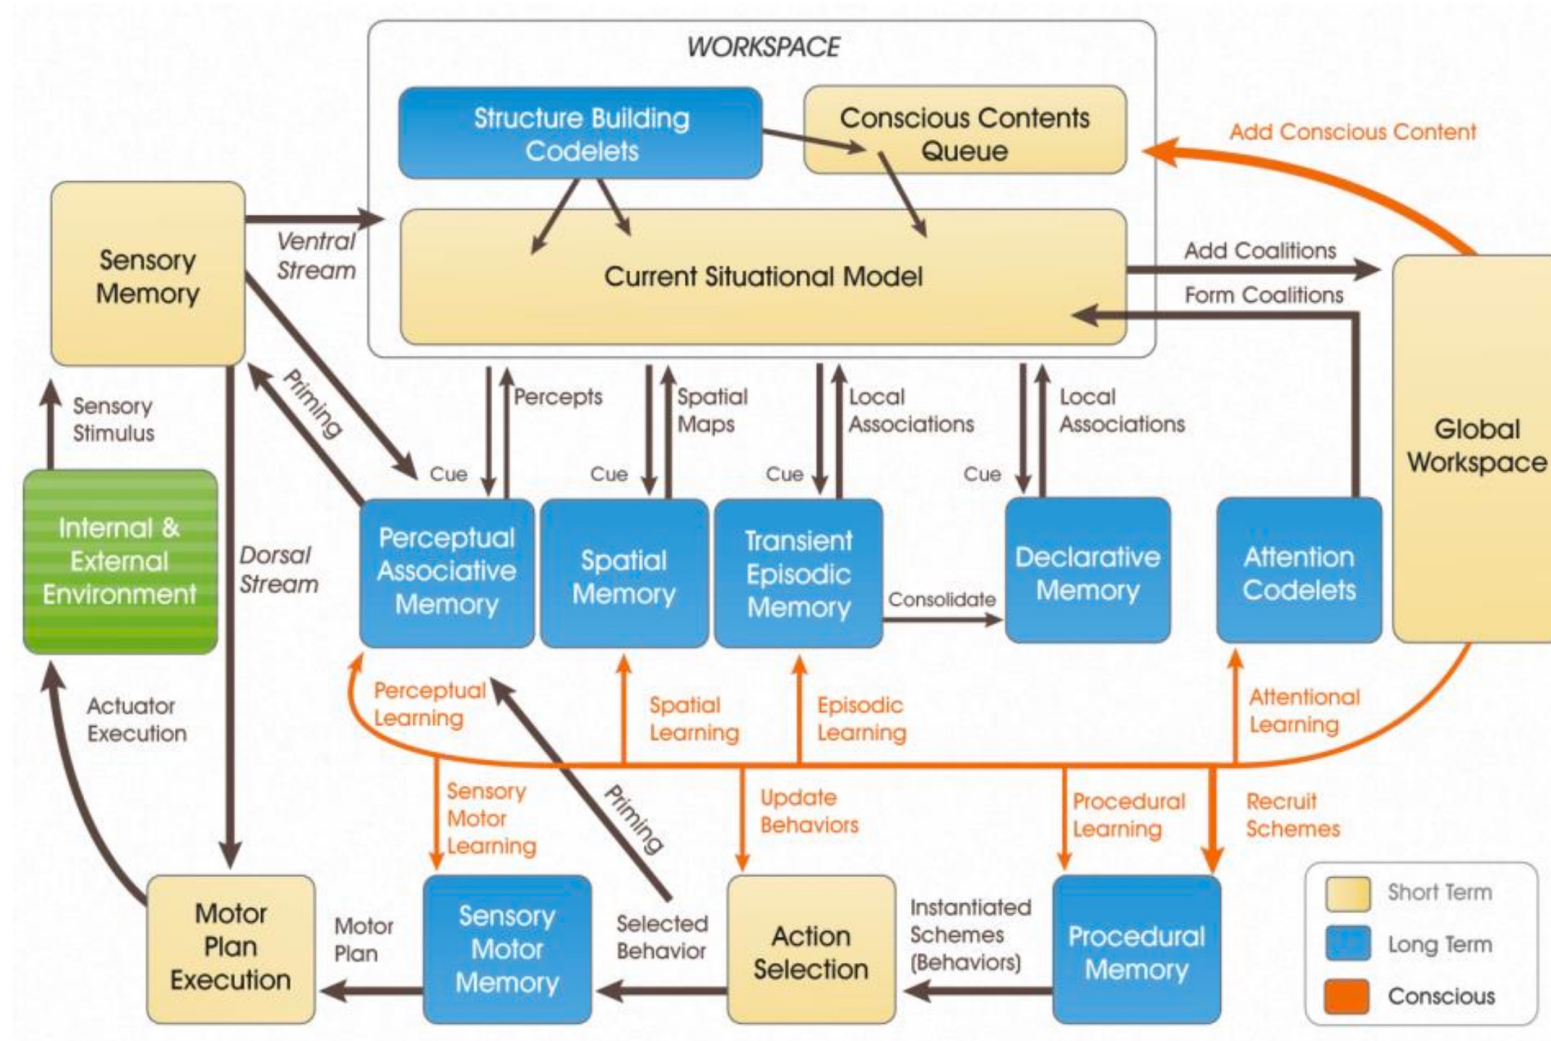 WORKSPACE
Structure Building
Codelets
Conscious Contents
Queue
Add Conscious Content
Sensory
Memory
Ventral
Stream
Current Situational Model
Add Coalitions
Form Coalitions
Global
Workspace
Priming
Sensory
Stimulus
Percepts
Cue
Spatial
Maps
Cue
Local
Associations
Cue
Local
Associations
Cue
Internal &
External
Environment
Dorsal
Stream
Perceptual
Associative
Memory
Spatial
Memory
Transient
Episodic
Memory
Consolidate
Declarative
Memory
Attention
Codelets
Actuator
Execution
Perceptual
Learning
Spatial
Learning
Episodic
Learning
Attentional
Learning
Sensory
Motor
Learning
Priming
Update
Behaviors
Procedural
Learning
Recruit
Schemes
Motor
Plan
Execution
Motor
Plan
Sensory
Motor
Memory
Selected
Behavior
Action
Selection
Instantiated
Schemes
(Behaviors)
Procedural
Memory
Short Term
Long Term
Conscious